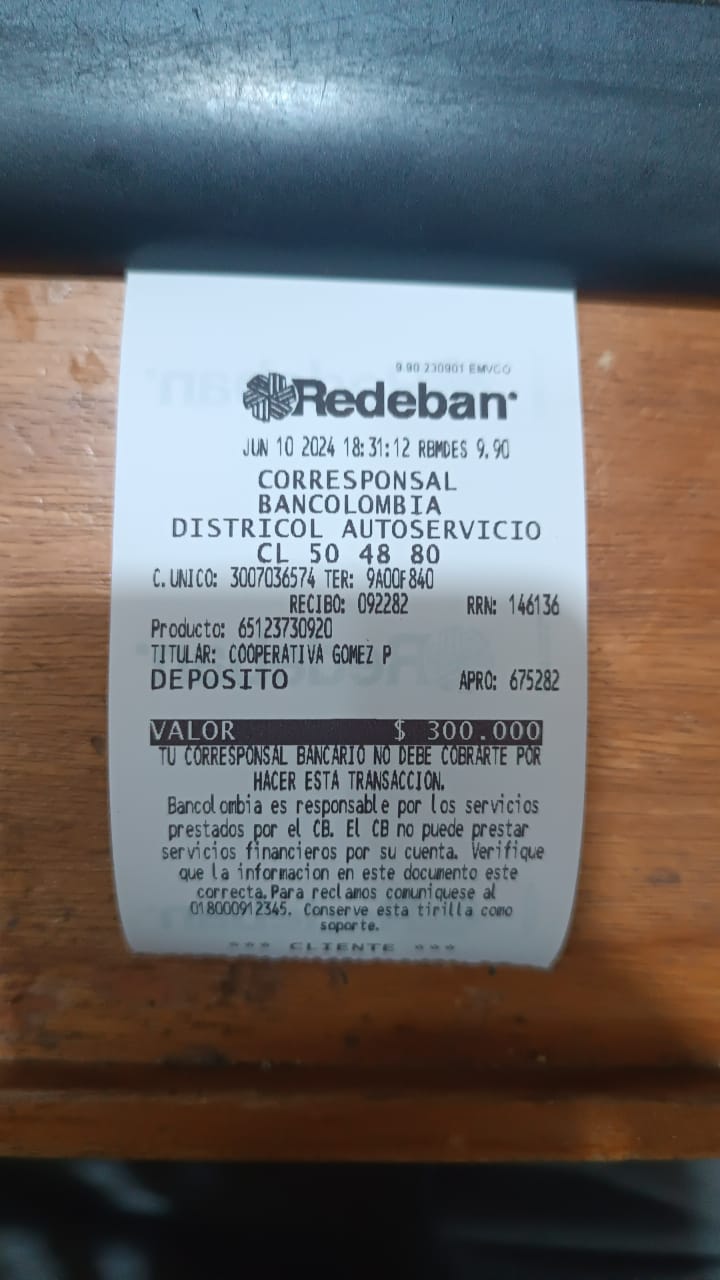 9.90 230901 EMVCO
Redeban
JUN 10 2024 18:31:12 RBMDES 9.90
CORRESPONSAL
BANCOLOMBIA
DISTRICOL AUTOSERVICIO
CL 50 48 80
C.UNICO: 3007036574 TER: 9A00F840
RECIBO: 092282 RRN: 146136
Producto: 65123730920
TITULAR: COOPERATIVA GOMEZ P
DEPOSITO APRO: 675282
VALOR $ 300.000
TU CORRESPONSAL BANCARIO NO DEBE COBRARTE POR
HACER ESTA TRANSACCION.
Bancolombia es responsable por los servicios
prestados por el CB. El CB no puede prestar
servicios financieros por su cuenta. Verifique
que la informacion en este documento este
correcta.Para reclamos comuniquese al
018000912345. Conserve esta tirilla como
soporte.
*** CLIENTE ***